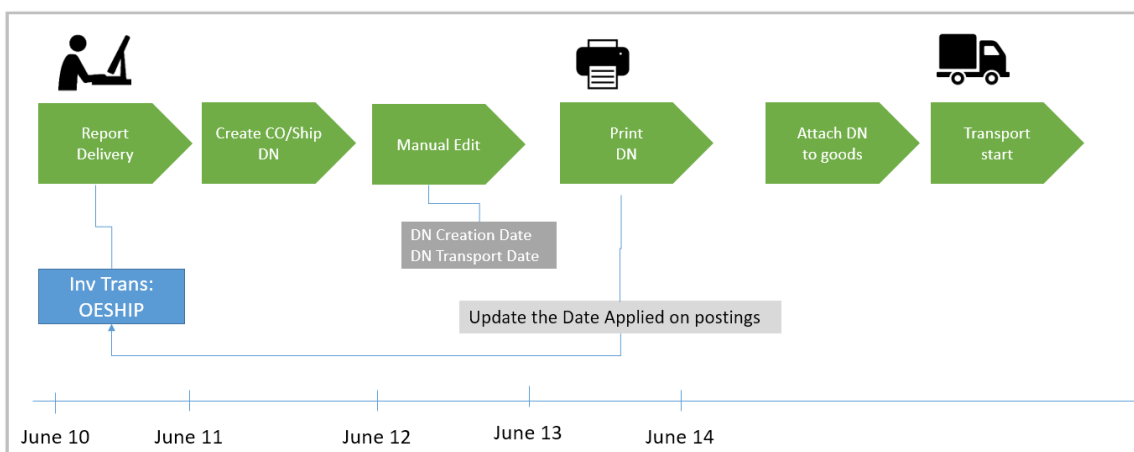 Report
Delivery
Create CO/Ship
DN
Manual Edit
Print
DN
Attach DN
to goods
Transport
start
DN Creation Date
DN Transport Date
Inv Trans:
OESHIP
Update the Date Applied on postings
June 10
June 11
June 12
June 13
June 14